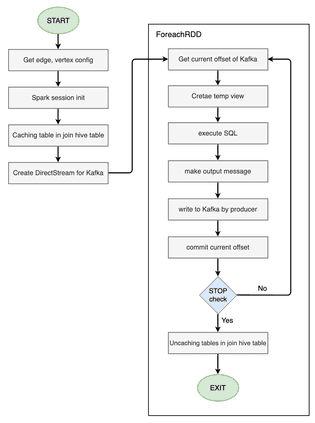 START
Get edge, vertex config
Spark session init
Caching table in join hive table
Create DirectStream for Kafka
ForeachRDD
Get current offset of Kafka
Cretae temp view
execute SQL
make output message
write to Kafka by producer
commit current offset
STOP
check
No
Yes
Uncaching tables in join hive table
EXIT